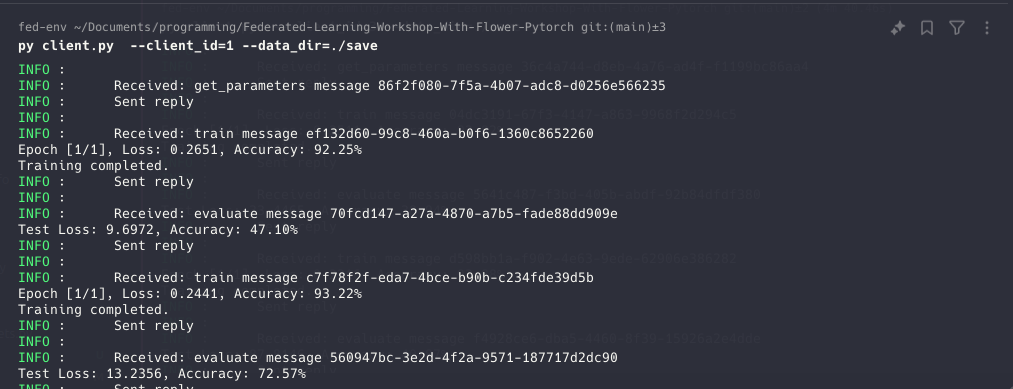 fed-env ~/Documents/programming/Federated-Learning-Workshop-With-Flower-Pytorch git:(main)±3
py client.py  --client_id=1 --data_dir=./save
INFO :
INFO :      Received: get_parameters message 86f2f080-7f5a-4b07-adc8-d0256e566235
INFO :      Sent reply
INFO :
INFO :      Received: train message ef132d60-99c8-460a-b0f6-1360c8652260
Epoch [1/1], Loss: 0.2651, Accuracy: 92.25%
Training completed.
INFO :      Sent reply
INFO :
INFO :      Received: evaluate message 70fcd147-a27a-4870-a7b5-fade88dd909e
Test Loss: 9.6972, Accuracy: 47.10%
INFO :      Sent reply
INFO :
INFO :      Received: train message c7f78f2f-eda7-4bce-b90b-c234fde39d5b
Epoch [1/1], Loss: 0.2441, Accuracy: 93.22%
Training completed.
INFO :      Sent reply
INFO :
INFO :      Received: evaluate message 560947bc-3e2d-4f2a-9571-187717d2dc90
Test Loss: 13.2356, Accuracy: 72.57%
INFO :      Sent reply